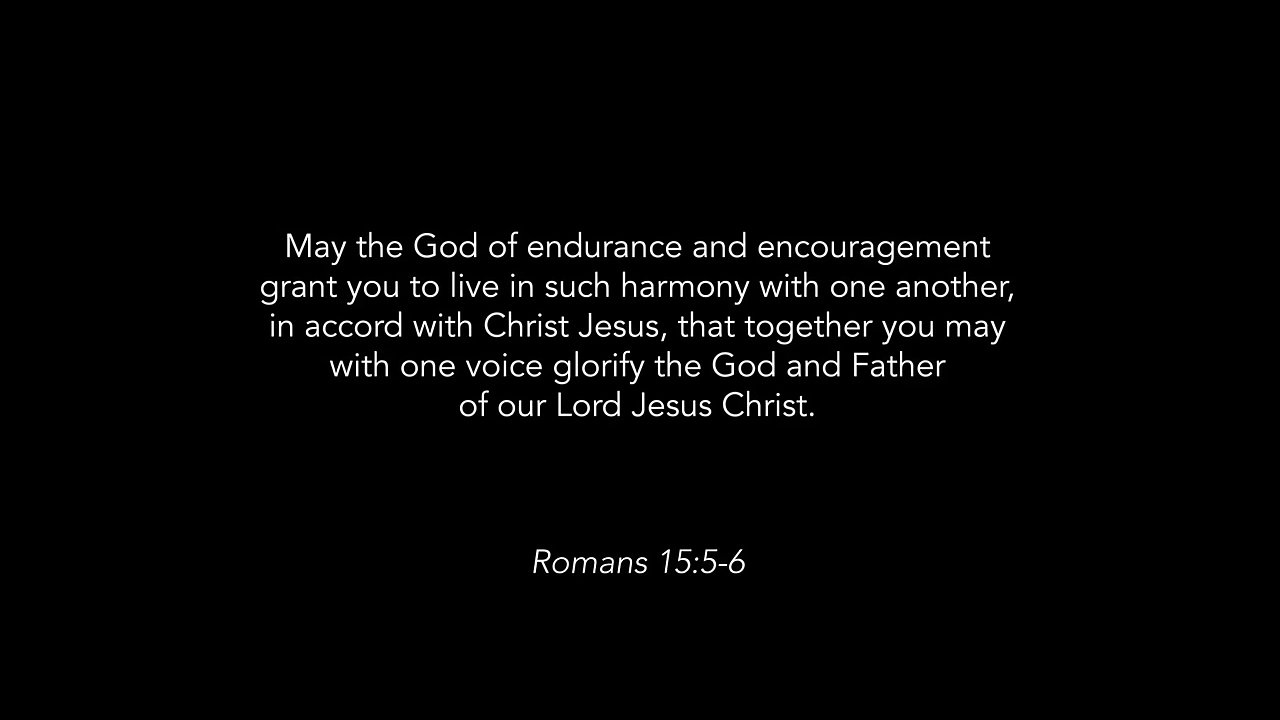 May the God of endurance and encouragement
grant you to live in such harmony with one another,
in accord with Christ Jesus, that together you may
with one voice glorify the God and Father
of our Lord Jesus Christ.
Romans 15:5-6